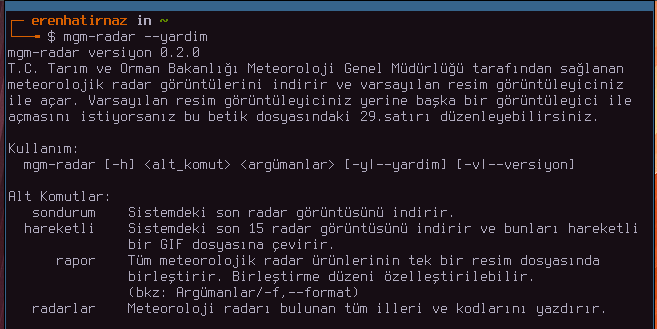 erenhatirnaz in ~
$ mgm-radar --yardim
mgm-radar versiyon 0.2.0
T.C. Tarım ve Orman Bakanlığı Meteoroloji Genel Müdürlüğü tarafından sağlanan
meteorolojik radar görüntülerini indirir ve varsayılan resim görüntüleyiciniz
ile açar. Varsayılan resim görüntüleyiciniz yerine başka bir görüntüleyici ile
açmasını istiyorsanız bu betik dosyasındaki 29.satırı düzenleyebilirsiniz.

Kullanım:
  mgm-radar [-h] <alt_komut> <argümanlar> [-y|--yardim] [-v|--versiyon]

Alt Komutlar:
   sondurum    Sistemdeki son radar görüntüsünü indirir.
  hareketli    Sistemdeki son 15 radar görüntüsünü indirir ve bunları hareketli
               bir GIF dosyasına çevirir.
      rapor    Tüm meteorolojik radar ürünlerinin tek bir resim dosyasında
               birleştirir. Birleştirme düzeni özelleştirilebilir.
               (bkz: Argümanlar/-f,--format)
   radarlar    Meteoroloji radarı bulunan tüm illeri ve kodlarını yazdırır.